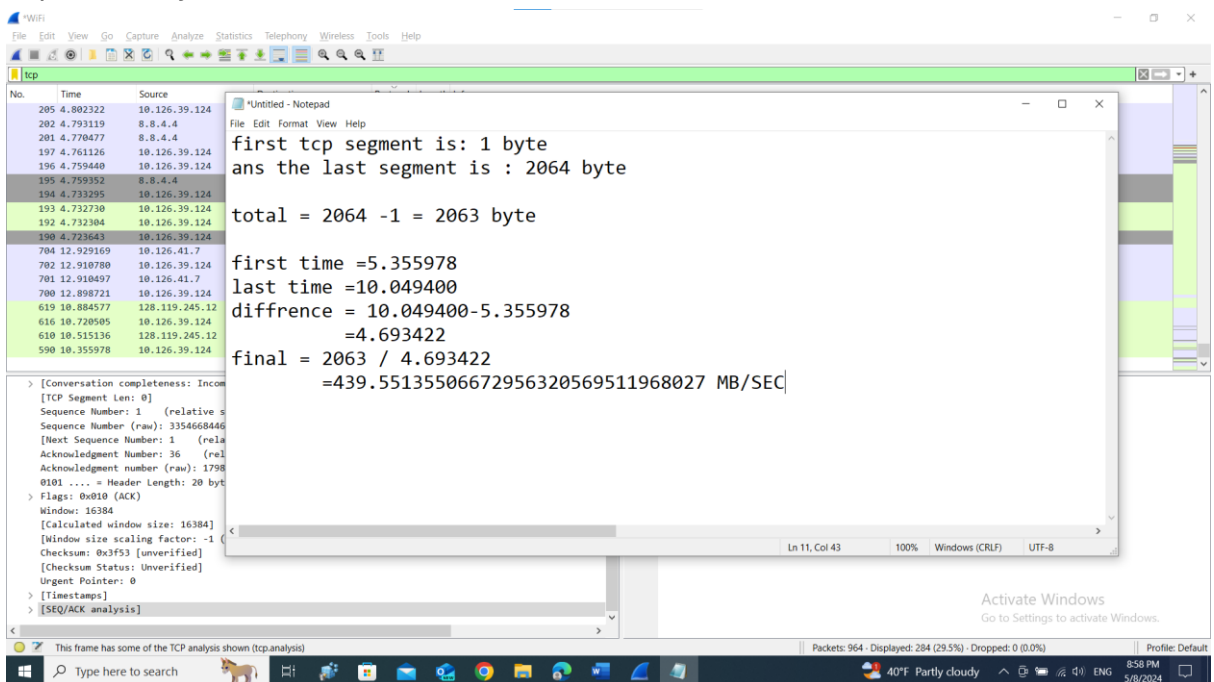 *WiFi
File Edit View Go Capture Analyze Statistics Telephony Wireless Tools Help
tcp
No. Time Source
205 4.802322 10.126.39.124
202 4.793119 8.8.4.4
201 4.770477 8.8.4.4
197 4.761126 10.126.39.124
196 4.759440 10.126.39.124
195 4.759352 8.8.4.4
194 4.733295 10.126.39.124
193 4.732730 10.126.39.124
192 4.732304 10.126.39.124
190 4.723643 10.126.39.124
704 12.929169 10.126.41.7
702 12.910780 10.126.39.124
701 12.910497 10.126.41.7
700 12.898721 10.126.39.124
619 10.884577 128.119.245.12
616 10.720505 10.126.39.124
610 10.515136 128.119.245.12
590 10.355978 10.126.39.124
*Untitled - Notepad
File Edit Format View Help
first tcp segment is: 1 byte
ans the last segment is : 2064 byte
total = 2064 -1 = 2063 byte
first time =5.355978
last time =10.049400
diffrence = 10.049400-5.355978
=4.693422
final = 2063 / 4.693422
=439.55135506672956320569511968027 MB/SEC
Ln 11, Col 43 100% Windows (CRLF) UTF-8
> [Conversation completeness: Incom
[TCP Segment Len: 0]
Sequence Number: 1 (relative s
Sequence Number (raw): 3354668446
[Next Sequence Number: 1 (rela
Acknowledgment Number: 36 (rel
Acknowledgment number (raw): 1798
0101 .... = Header Length: 20 byt
> Flags: 0x010 (ACK)
Window: 16384
[Calculated window size: 16384]
[Window size scaling factor: -1 (
Checksum: 0x3f53 [unverified]
[Checksum Status: Unverified]
Urgent Pointer: 0
> [Timestamps]
> [SEQ/ACK analysis]
Activate Windows
Go to Settings to activate Windows.
This frame has some of the TCP analysis shown (tcp.analysis)
Packets: 964 · Displayed: 284 (29.5%) · Dropped: 0 (0.0%)
Profile: Default
Type here to search
40°F Partly cloudy
ENG
8:58 PM
5/8/2024